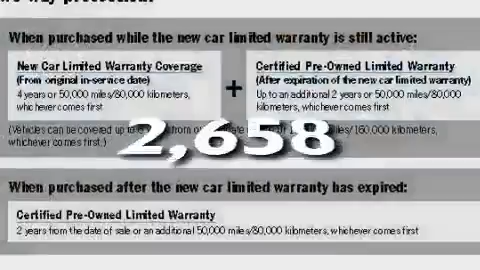 When purchased while the new car limited warranty is still active:
New Car Limited Warranty Coverage
(From original in-service date)
4 years or 50,000 miles/80,000 kilometers,
whichever comes first
+
Certified Pre-Owned Limited Warranty
(After expiration of the new car limited warranty)
Up to an additional 2 years or 50,000 miles/80,000 kilometers,
whichever comes first
(Vehicles can be covered up to 160,000 kilometers,
whichever comes first.)
2,658
When purchased after the new car limited warranty has expired:
Certified Pre-Owned Limited Warranty
2 years from the date of sale or an additional 50,000 miles/80,000 kilometers, whichever comes first